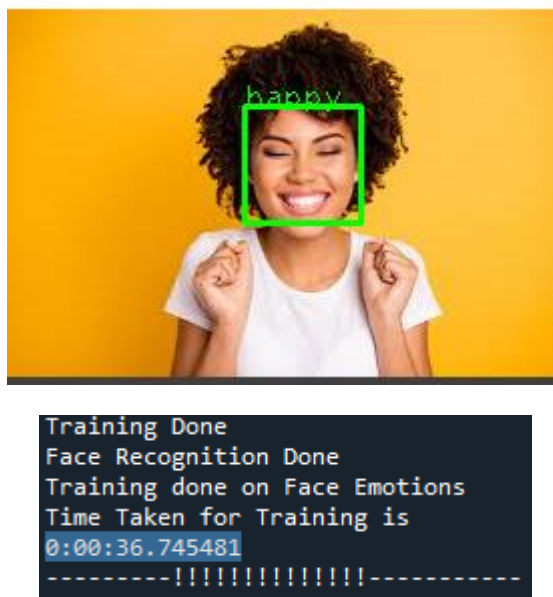 happy
Training Done
Face Recognition Done
Training done on Face Emotions
Time Taken for Training is
0:00:36.745481
---------!!!!!!!!!!!!!!-----------